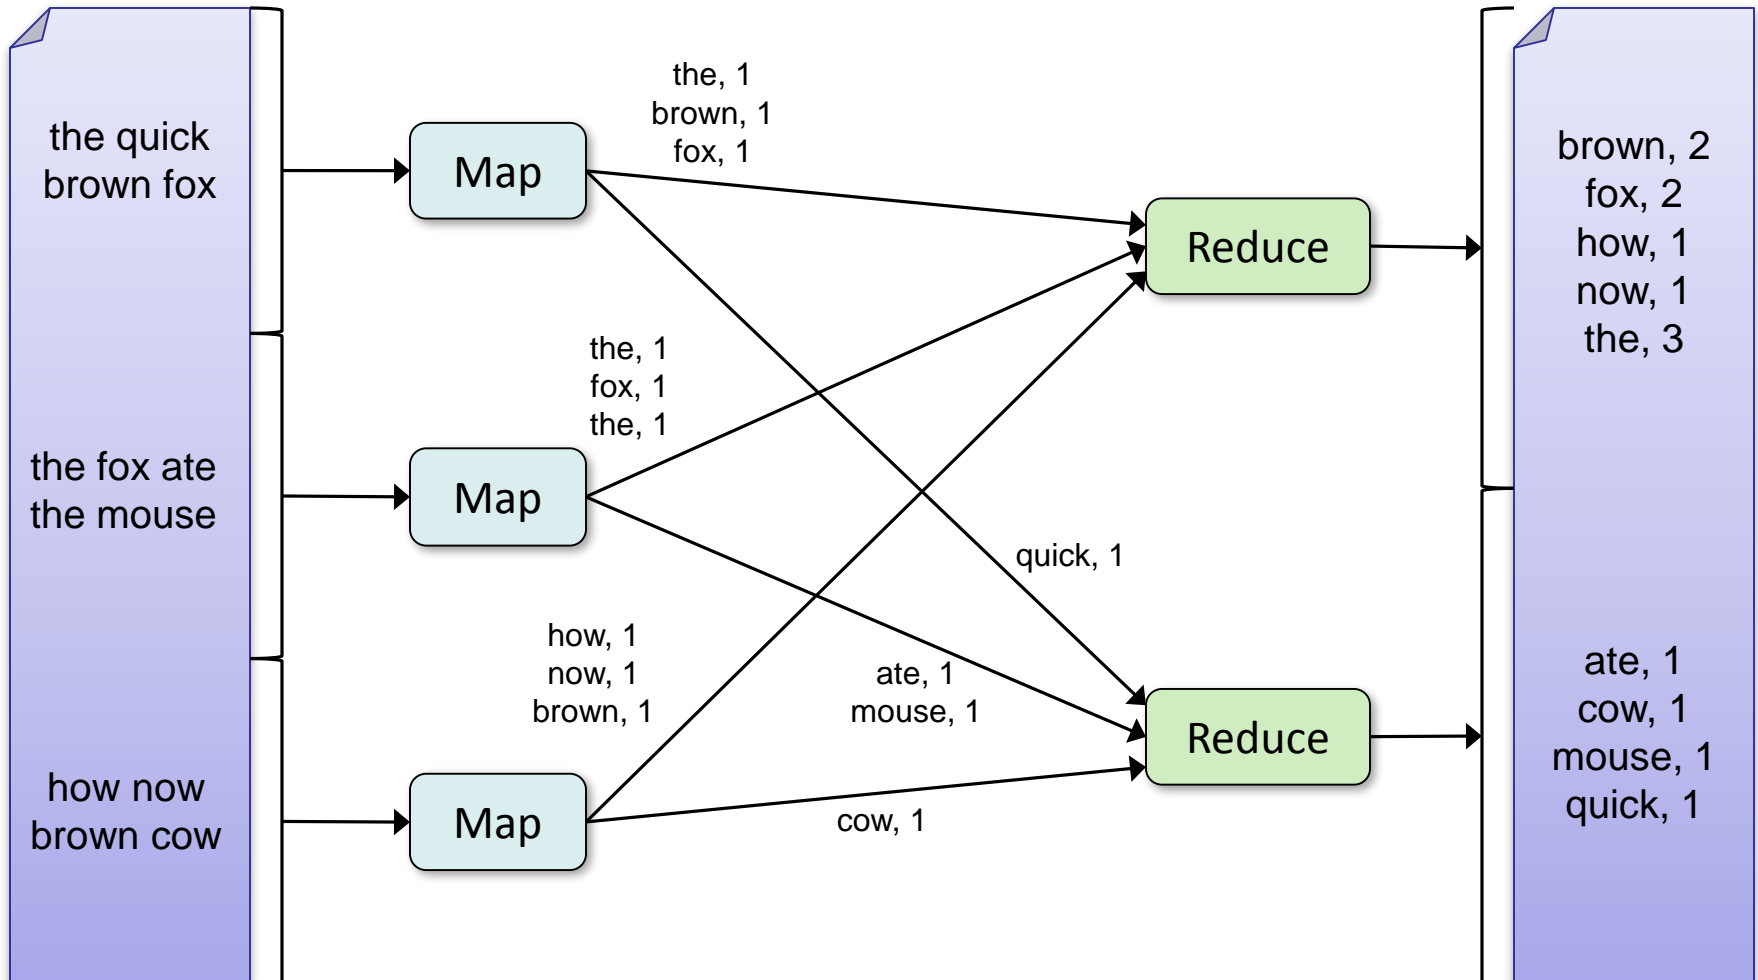 the quick
brown fox
the fox ate
the mouse
how now
brown cow
Map
Map
Map
the, 1
brown, 1
fox, 1
the, 1
fox, 1
the, 1
how, 1
now, 1
brown, 1
quick, 1
ate, 1
mouse, 1
cow, 1
Reduce
Reduce
brown, 2
fox, 2
how, 1
now, 1
the, 3
ate, 1
cow, 1
mouse, 1
quick, 1